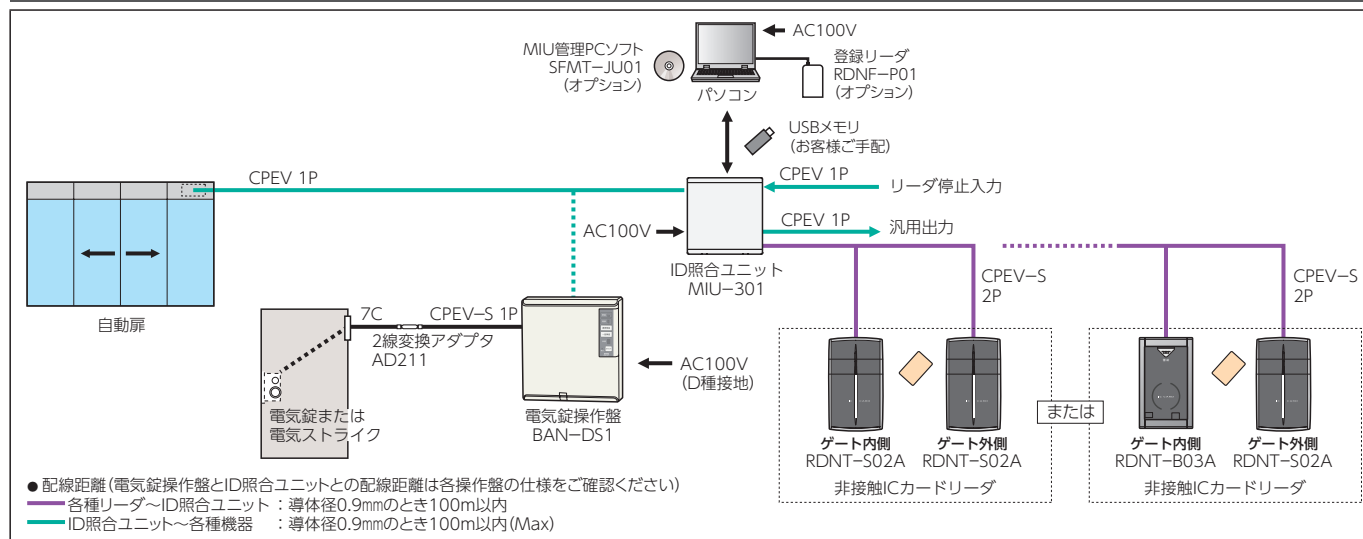 AC100V
MIU管理PCソフト
SFMT-JU01
(オプション)
パソコン
登録リーダ
RDNF-P01
(オプション)
USBメモリ
(お客様ご手配)
CPEV 1P
CPEV 1P
リーダ停止入力
CPEV 1P
汎用出力
AC100V
ID照合ユニット
MIU-301
CPEV-S
2P
CPEV-S
2P
自動扉
7C
CPEV-S 1P
2線変換アダプタ
AD211
AC100V
(D種接地)
電気錠または
電気ストライク
電気錠操作盤
BAN-DS1
ゲート内側
RDNT-S02A
ゲート外側
RDNT-S02A
非接触ICカードリーダ
または
ゲート内側
RDNT-B03A
ゲート外側
RDNT-S02A
非接触ICカードリーダ
●配線距離(電気錠操作盤とID照合ユニットとの配線距離は各操作盤の仕様をご確認ください)
各種リーダ～ID照合ユニット：導体径0.9㎜のとき100m以内
ID照合ユニット～各種機器：導体径0.9㎜のとき100m以内(Max)